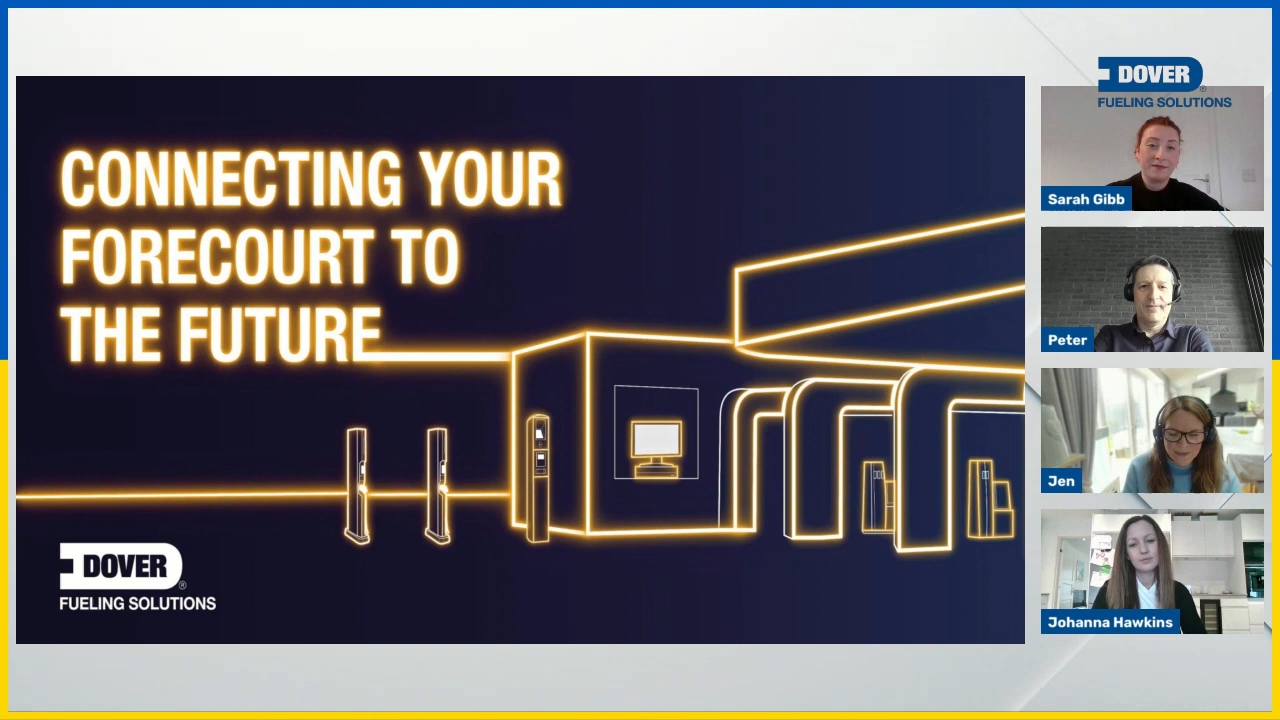 CONNECTING YOUR
FORECOURT TO
THE FUTURE
DOVER
®
FUELING SOLUTIONS
DOVER
®
FUELING SOLUTIONS
Sarah Gibb
Peter
Jen
Johanna Hawkins